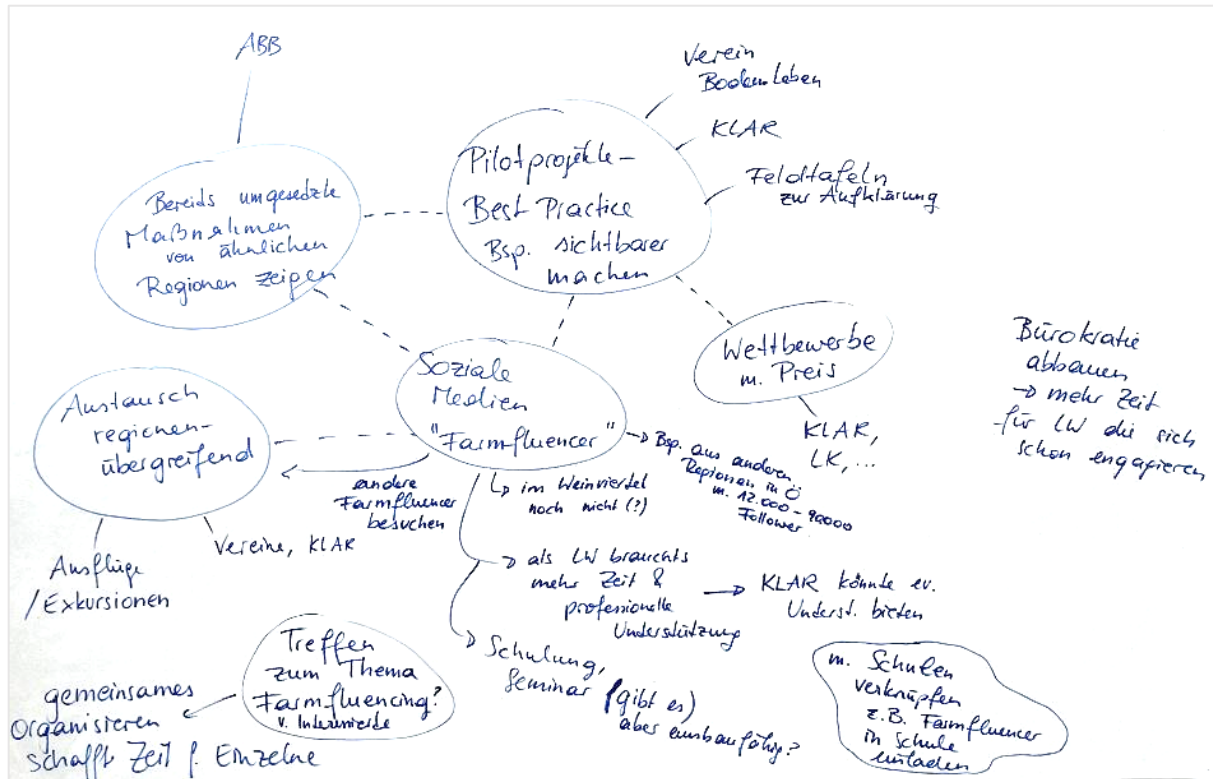 ABB
Bereits umgesetzte
Maßnahmen
von ähnlichen
Regionen zeigen
Pilotprojekte –
Best Practice
Bsp. sichtbarer
machen
Verein
Boden.Leben
KLAR
Feldtafeln
zur Aufklärung
Wettbewerbe
m. Preis
KLAR,
LK, ...
Bürokratie
abbauen
→ mehr Zeit
für LW die sich
schon engagieren
Soziale
Medien
"Farmfluencer"
→ Bsp. aus anderen
Regionen in Ö
m. 12.000 – 90000
Follower
↳ im Weinviertel
noch nicht (?)
Austausch
regionen-
übergreifend
andere
Farmfluencer
besuchen
Vereine, KLAR
Ausflüge
/Exkursionen
→ als LW brauchts
mehr Zeit &
professionelle
Unterstützung
→ KLAR könnte ev.
Unterst. bieten
→ Schulung,
Seminar (gibt es)
aber ausbaufähig?
Treffen
zum Thema
Farmfluencing?
v. Interessierte
gemeinsames
Organisieren
schafft Zeit f. Einzelne
m. Schulen
verknüpfen
z.B. Farmfluencer
in Schule
einladen